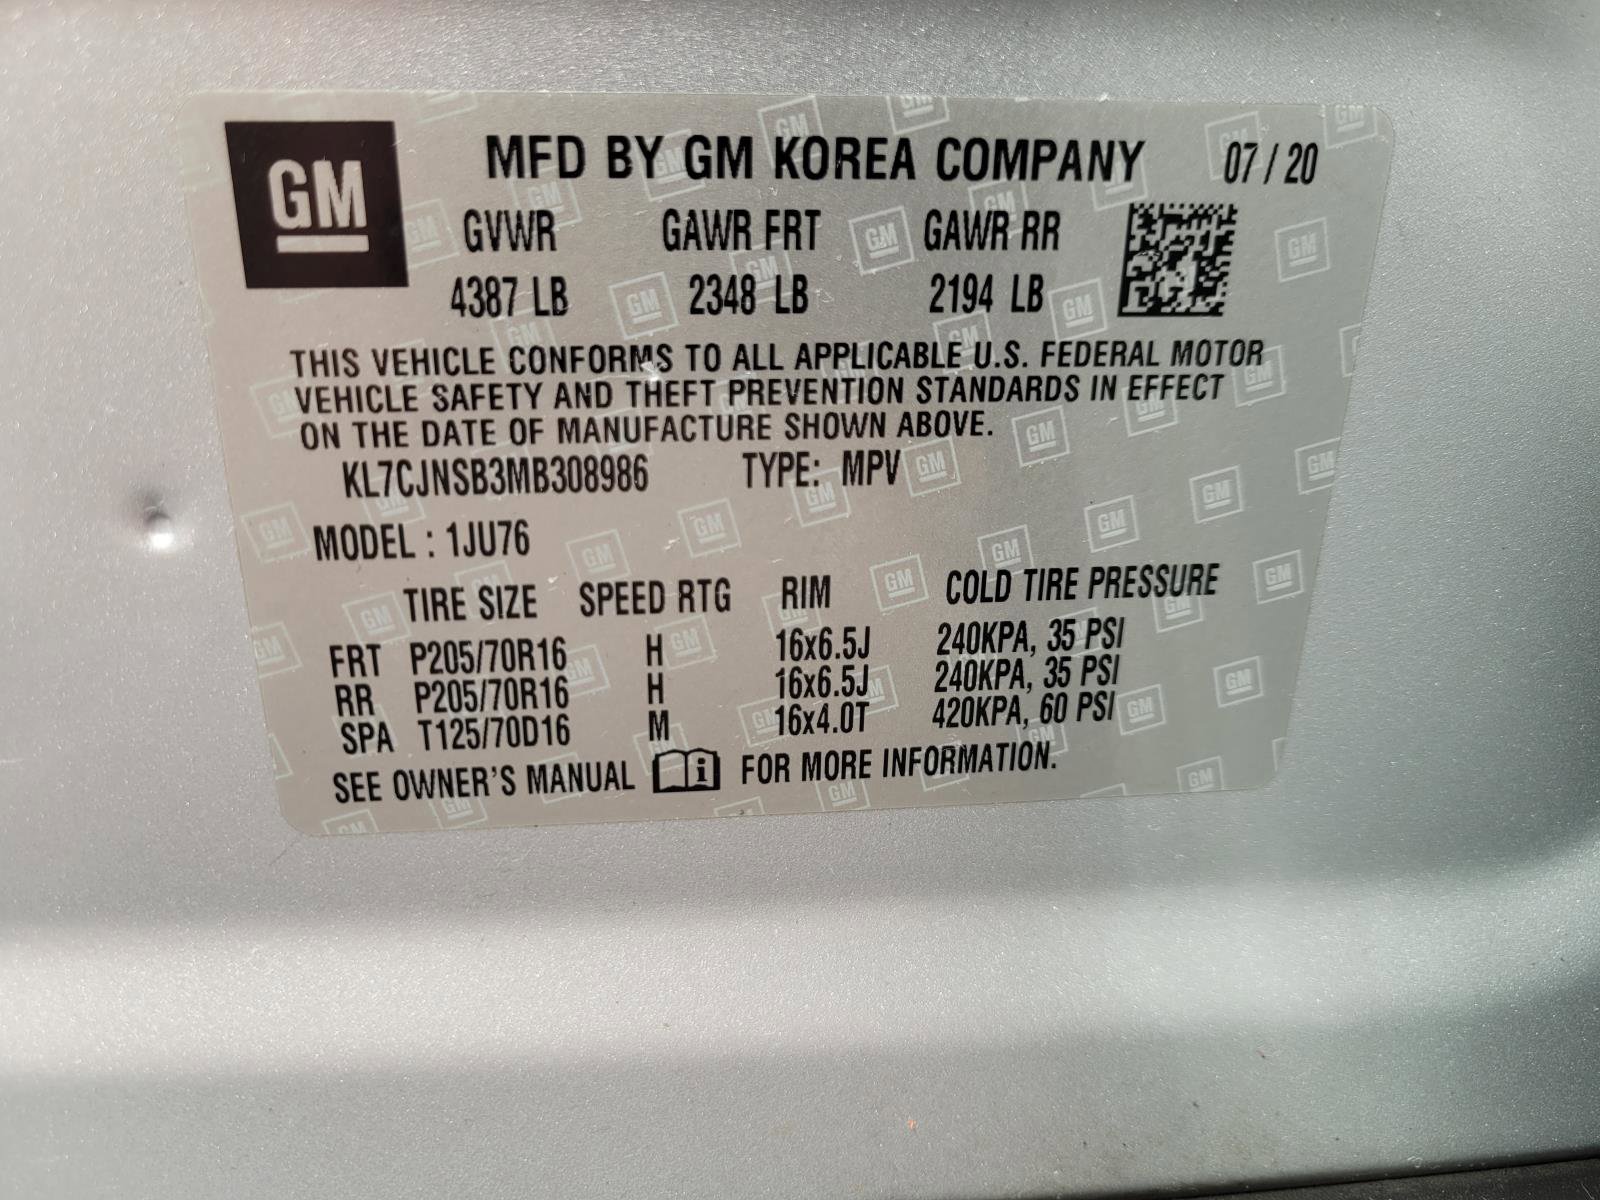 GM
MFD BY GM KOREA COMPANY 07 / 20
GVWR GAWR FRT GAWR RR
4387 LB 2348 LB 2194 LB
THIS VEHICLE CONFORMS TO ALL APPLICABLE U.S. FEDERAL MOTOR
VEHICLE SAFETY AND THEFT PREVENTION STANDARDS IN EFFECT
ON THE DATE OF MANUFACTURE SHOWN ABOVE.
KL7CJNSB3MB308986 TYPE: MPV
MODEL : 1JU76
TIRE SIZE SPEED RTG RIM COLD TIRE PRESSURE
FRT P205/70R16 H 16x6.5J 240KPA, 35 PSI
RR P205/70R16 H 16x6.5J 240KPA, 35 PSI
SPA T125/70D16 M 16x4.0T 420KPA, 60 PSI
SEE OWNER'S MANUAL i FOR MORE INFORMATION.